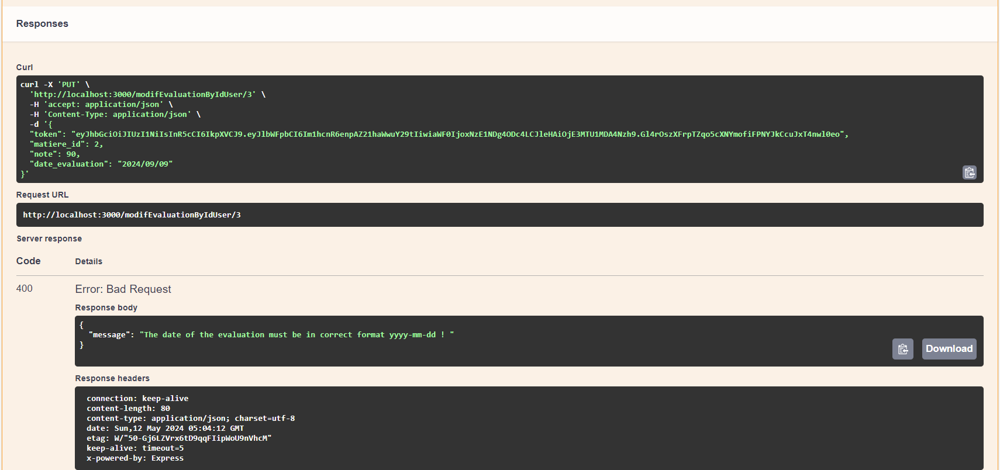 Responses
Curl
curl -X 'PUT' \
'http://localhost:3000/modifEvaluationByIdUser/3' \
-H 'accept: application/json' \
-H 'Content-Type: application/json' \
-d '{
"token": "eyJhbGciOiJIUzI1NiIsInR5cCI6IkpXVCJ9.eyJlbWFpbCI6Im1hcnR6enpAZ21haWwuY29tIiwiaWF0IjoxNzE1NDg4ODc4LCJleHAiOjE3MTU1MDA4Nzh9.Gl4rOszXFrpTZqo5cXNYmofiFPNYJkCcuJxT4nwl0eo",
"matiere_id": 2,
"note": 90,
"date_evaluation": "2024/09/09"
}'
Request URL
http://localhost:3000/modifEvaluationByIdUser/3
Server response
Code Details
400 Error: Bad Request
Response body
{
"message": "The date of the evaluation must be in correct format yyyy-mm-dd ! "
}
Download
Response headers
connection: keep-alive
content-length: 80
content-type: application/json; charset=utf-8
date: Sun,12 May 2024 05:04:12 GMT
etag: W/"50-Gj6LZVrx6tD9qqFIipWoU9nVhcM"
keep-alive: timeout=5
x-powered-by: Express